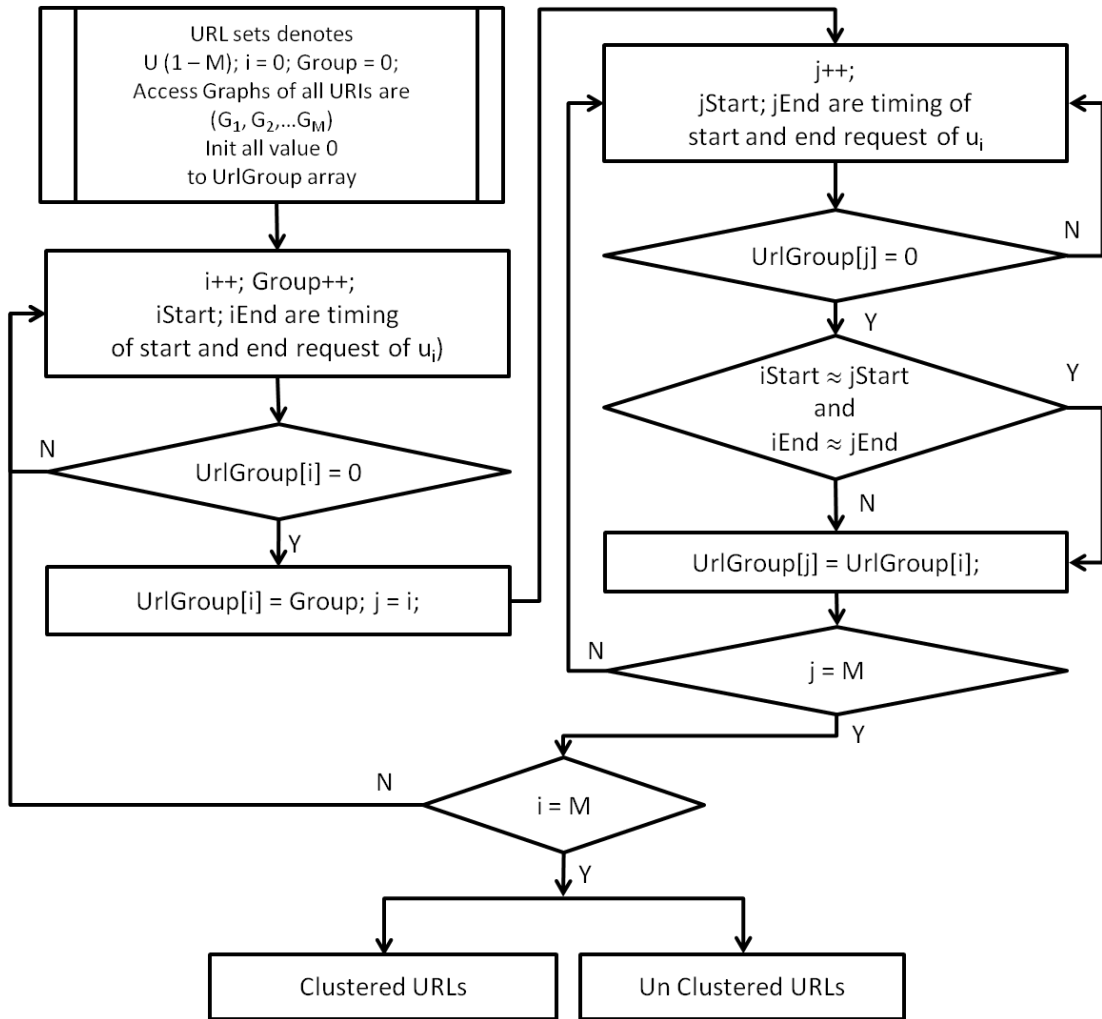 URL sets denotes
U (1 – M); i = 0; Group = 0;
Access Graphs of all URIs are
(G1, G2,...GM)
Init all value 0
to UrlGroup array
i++; Group++;
iStart; iEnd are timing
of start and end request of ui)
N
UrlGroup[i] = 0
Y
UrlGroup[i] = Group; j = i;
j++;
jStart; jEnd are timing of
start and end request of ui
N
UrlGroup[j] = 0
Y
iStart ≈ jStart
and
iEnd ≈ jEnd
Y
N
UrlGroup[j] = UrlGroup[i];
N
j = M
Y
N
i = M
Y
Clustered URLs
Un Clustered URLs